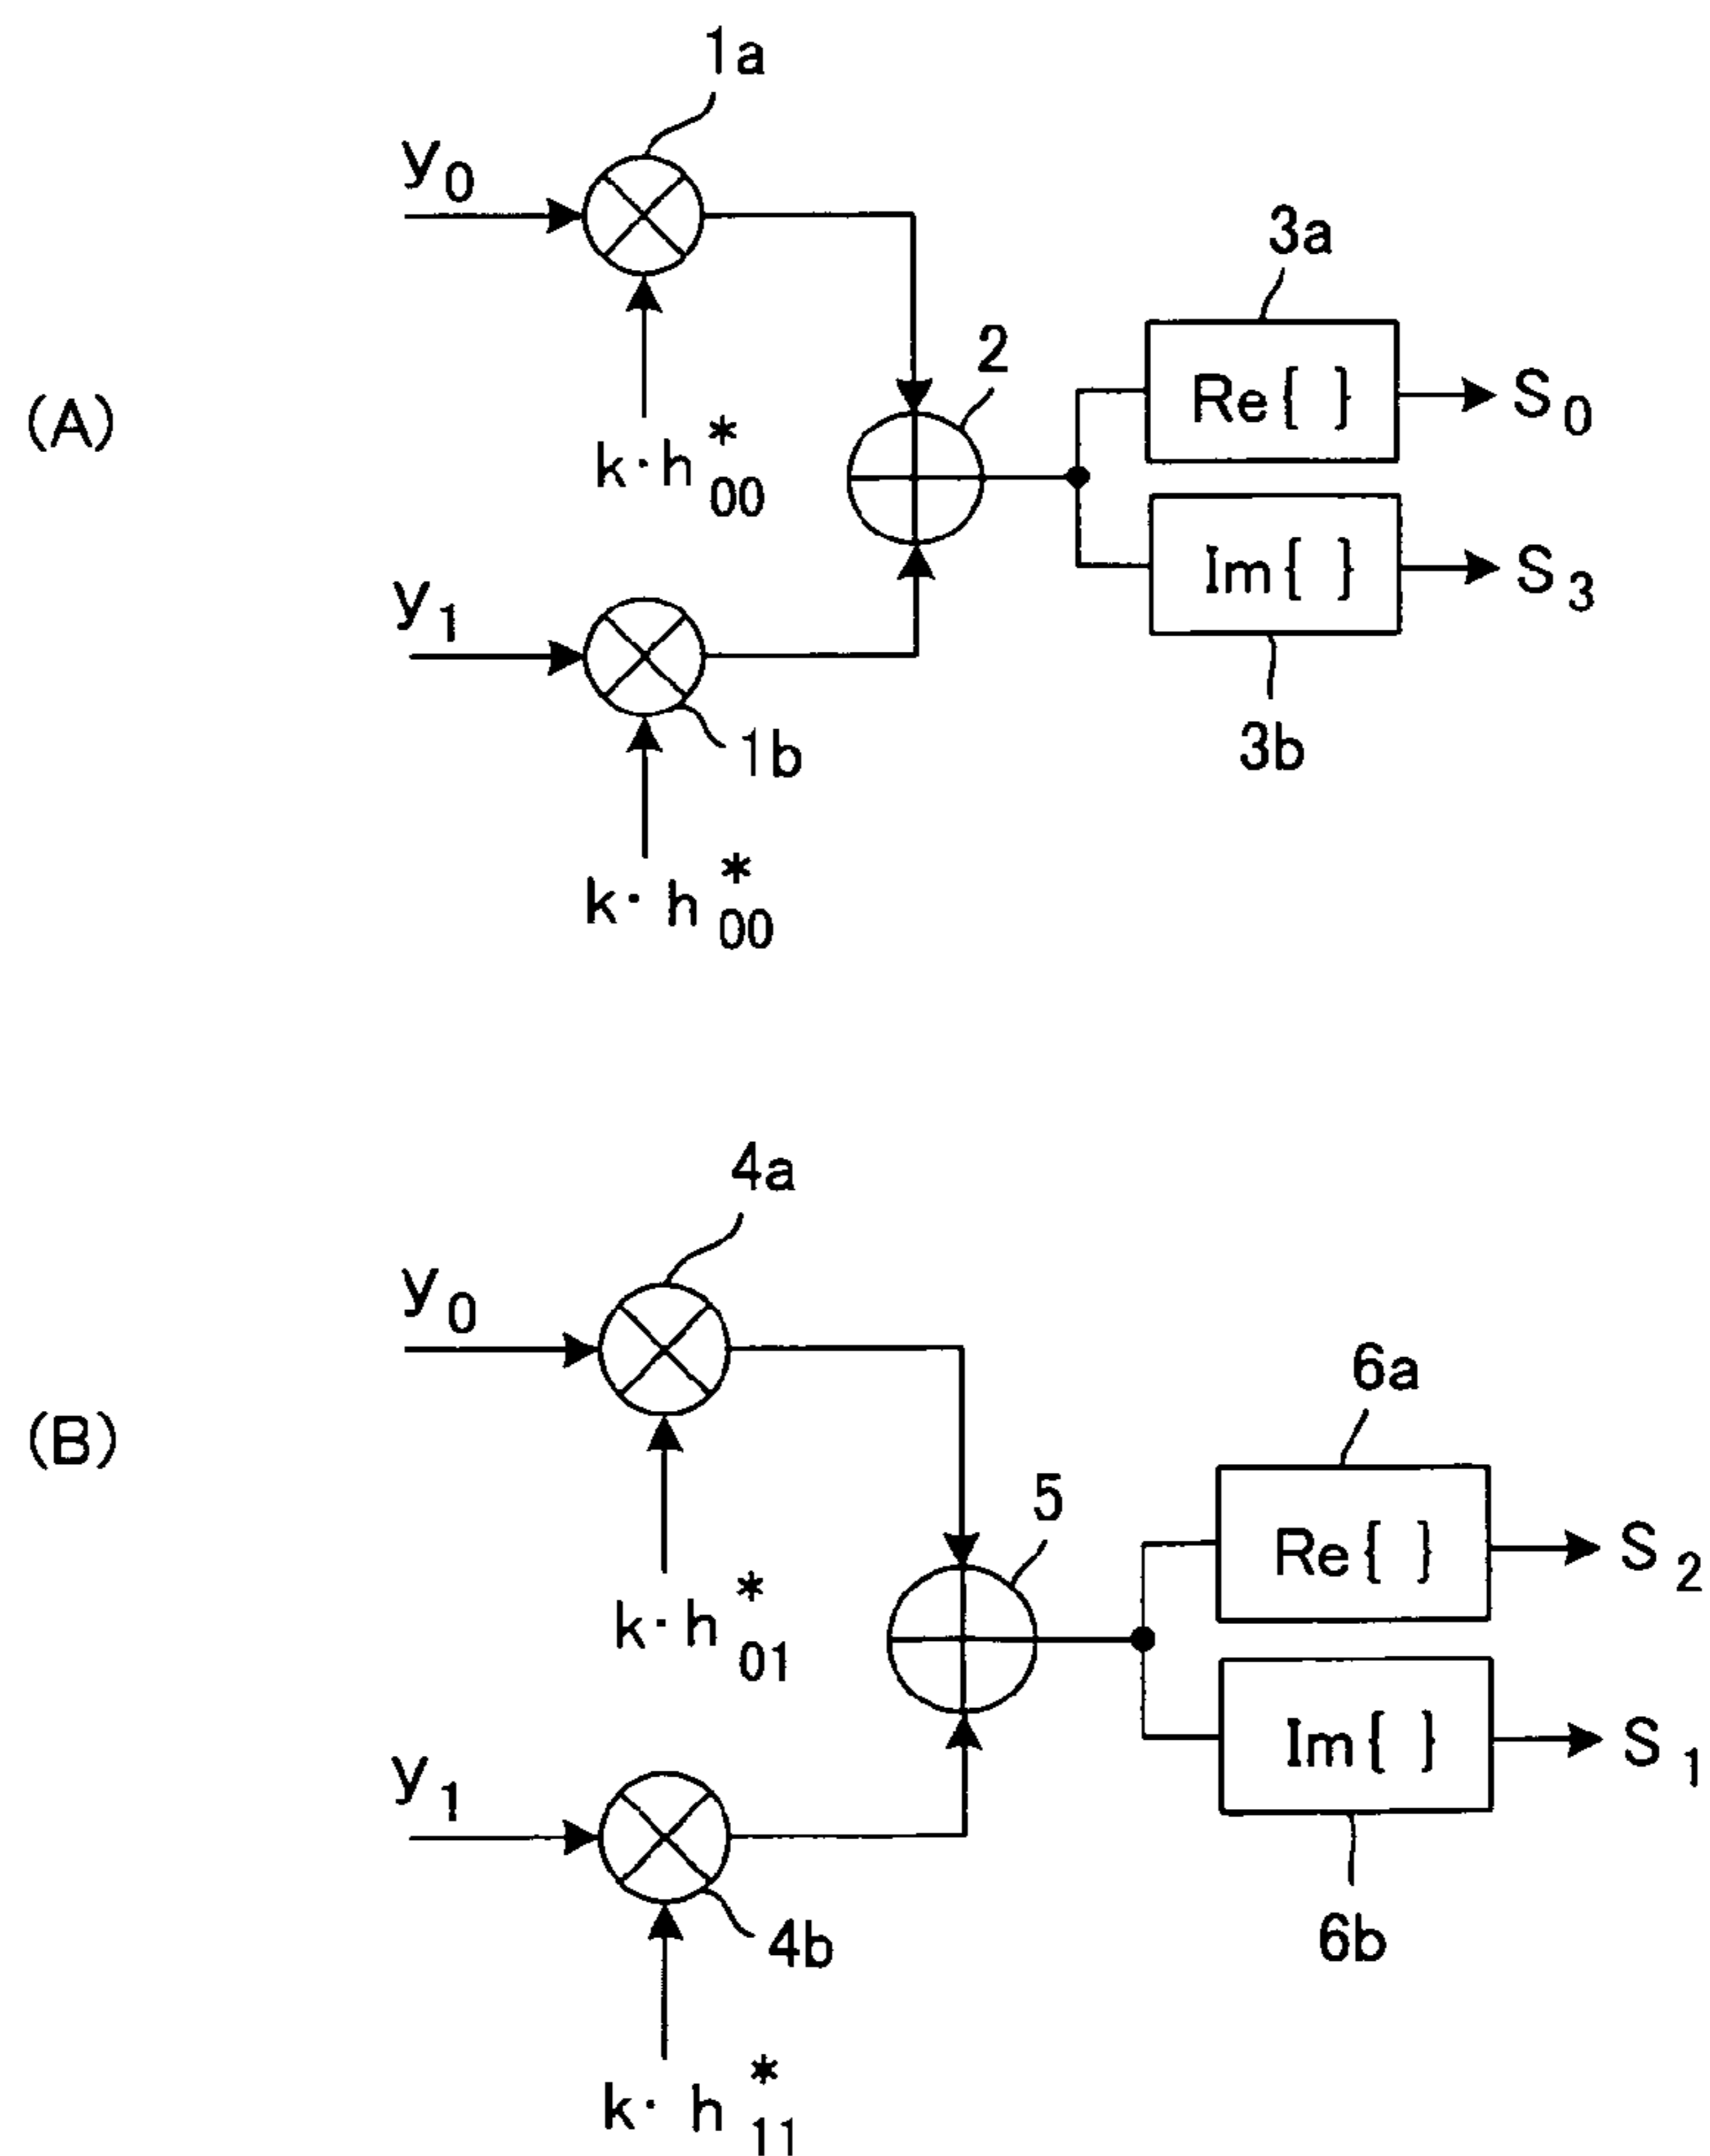 1a
y0
3a
2
Re{ } S0
(A)
k·h*00
Im{ } S3
y1
1b
3b
k·h*00
4a
y0
6a
(B)
5
Re{ } S2
k·h*01
Im{ } S1
y1
4b
6b
k·h*11